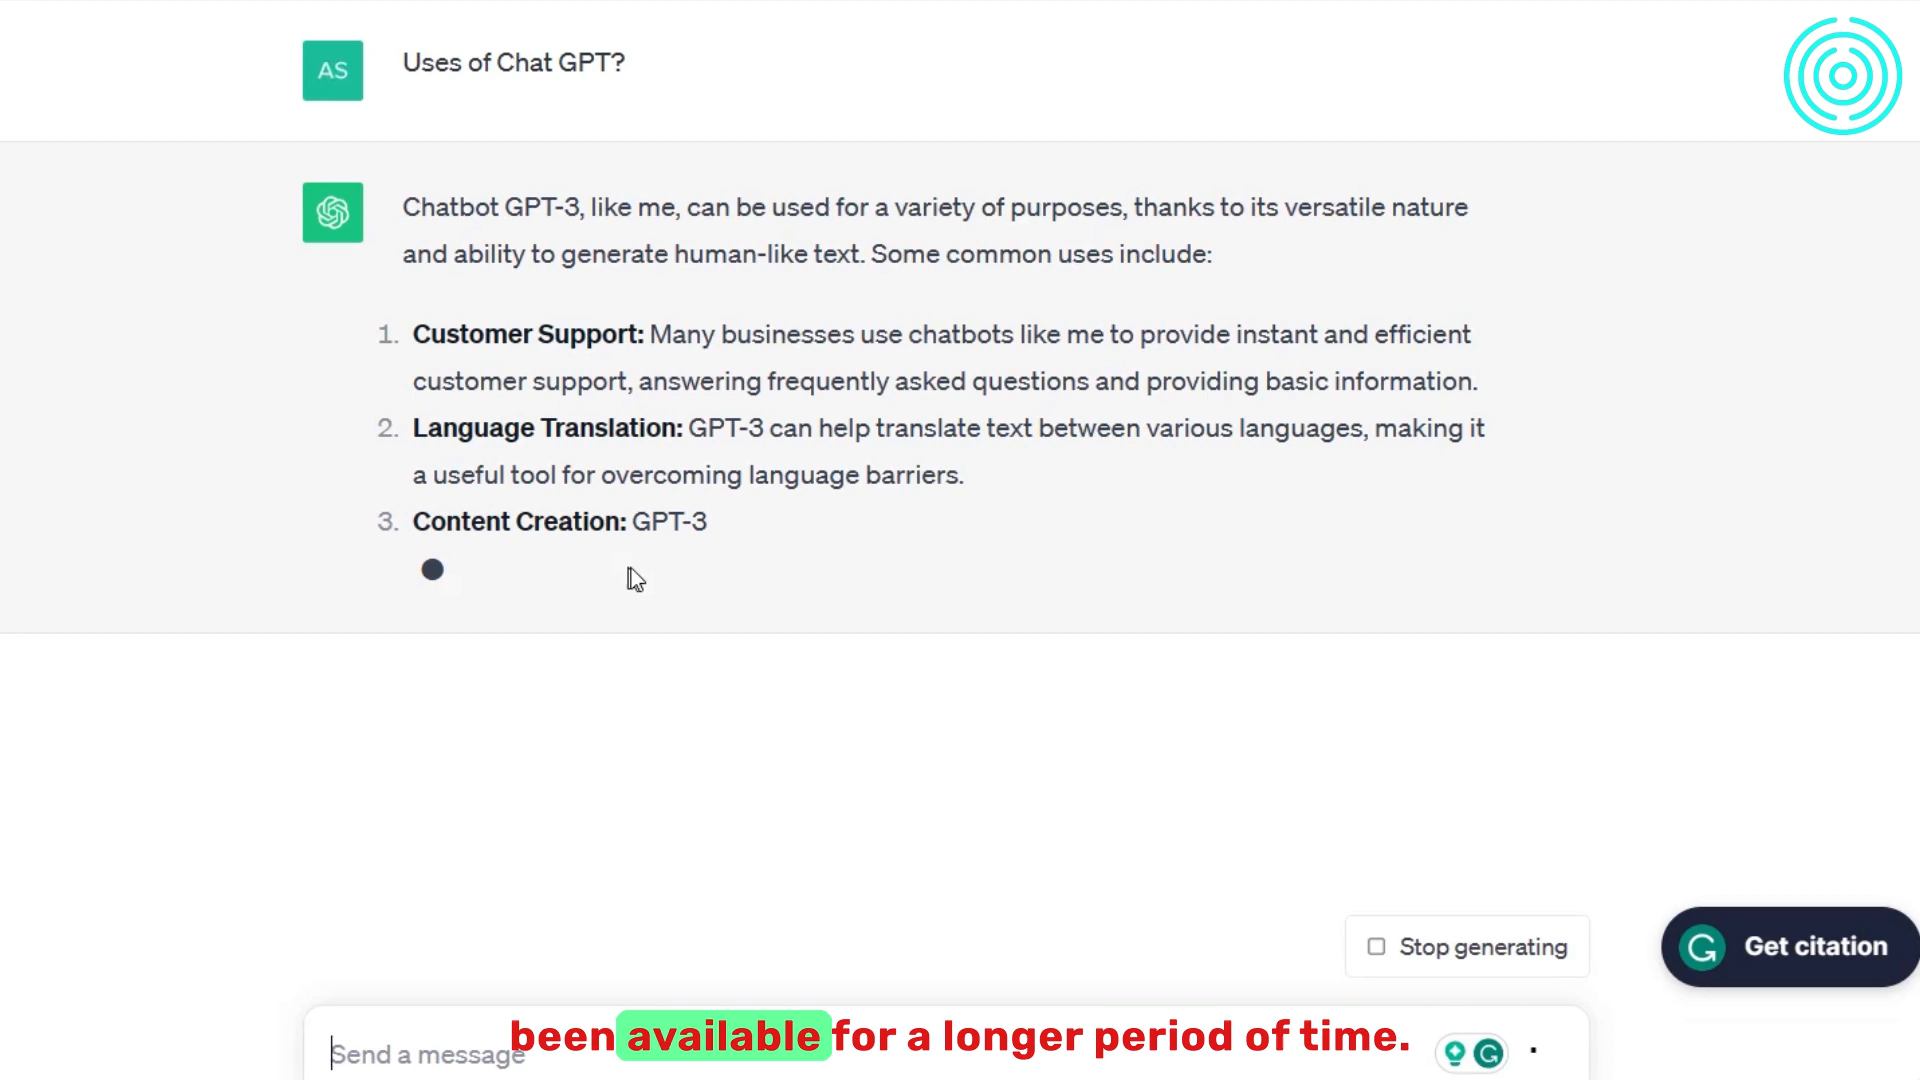 AS
Uses of Chat GPT?
Chatbot GPT-3, like me, can be used for a variety of purposes, thanks to its versatile nature
and ability to generate human-like text. Some common uses include:
1. Customer Support: Many businesses use chatbots like me to provide instant and efficient
customer support, answering frequently asked questions and providing basic information.
2. Language Translation: GPT-3 can help translate text between various languages, making it
a useful tool for overcoming language barriers.
3. Content Creation: GPT-3
Stop generating
Get citation
Send a message
been available for a longer period of time.